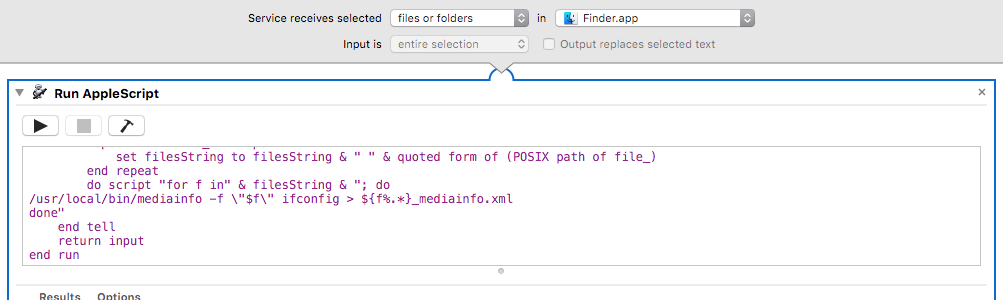 Service receives selected files or folders in Finder.app
Input is entire selection Output replaces selected text
Run AppleScript
set filesString to filesString & " " & quoted form of (POSIX path of file_)
end repeat
do script "for f in" & filesString & "; do
/usr/local/bin/mediainfo -f \"$f\" ifconfig > ${f%.*}_mediainfo.xml
done"
end tell
return input
end run
Results Options